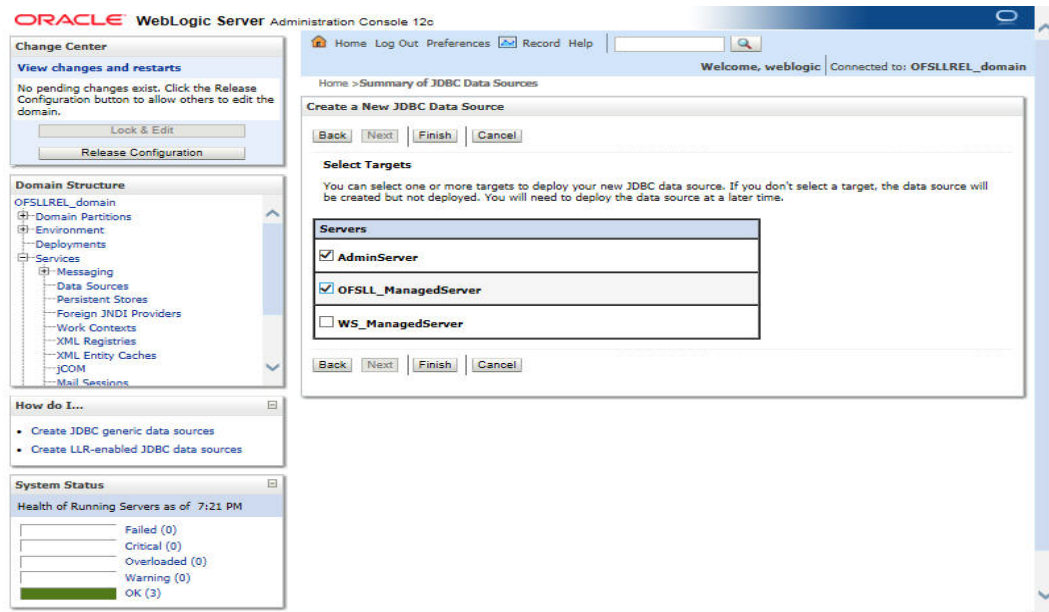 ORACLE WebLogic Server Administration Console 12c
Change Center
View changes and restarts
No pending changes exist. Click the Release
Configuration button to allow others to edit the
domain.
Lock & Edit
Release Configuration
Domain Structure
OFSLLREL_domain
Domain Partitions
Environment
Deployments
Services
Messaging
Data Sources
Persistent Stores
Foreign JNDI Providers
Work Contexts
XML Registries
XML Entity Caches
jCOM
Mail Sessions
How do I...
Create JDBC generic data sources
Create LLR-enabled JDBC data sources
System Status
Health of Running Servers as of 7:21 PM
Failed (0)
Critical (0)
Overloaded (0)
Warning (0)
OK (3)
Home Log Out Preferences Record Help
Welcome, weblogic Connected to: OFSLLREL_domain
Home >Summary of JDBC Data Sources
Create a New JDBC Data Source
Back Next Finish Cancel
Select Targets
You can select one or more targets to deploy your new JDBC data source. If you don't select a target, the data source will
be created but not deployed. You will need to deploy the data source at a later time.
Servers
AdminServer
OFSLL_ManagedServer
WS_ManagedServer
Back Next Finish Cancel